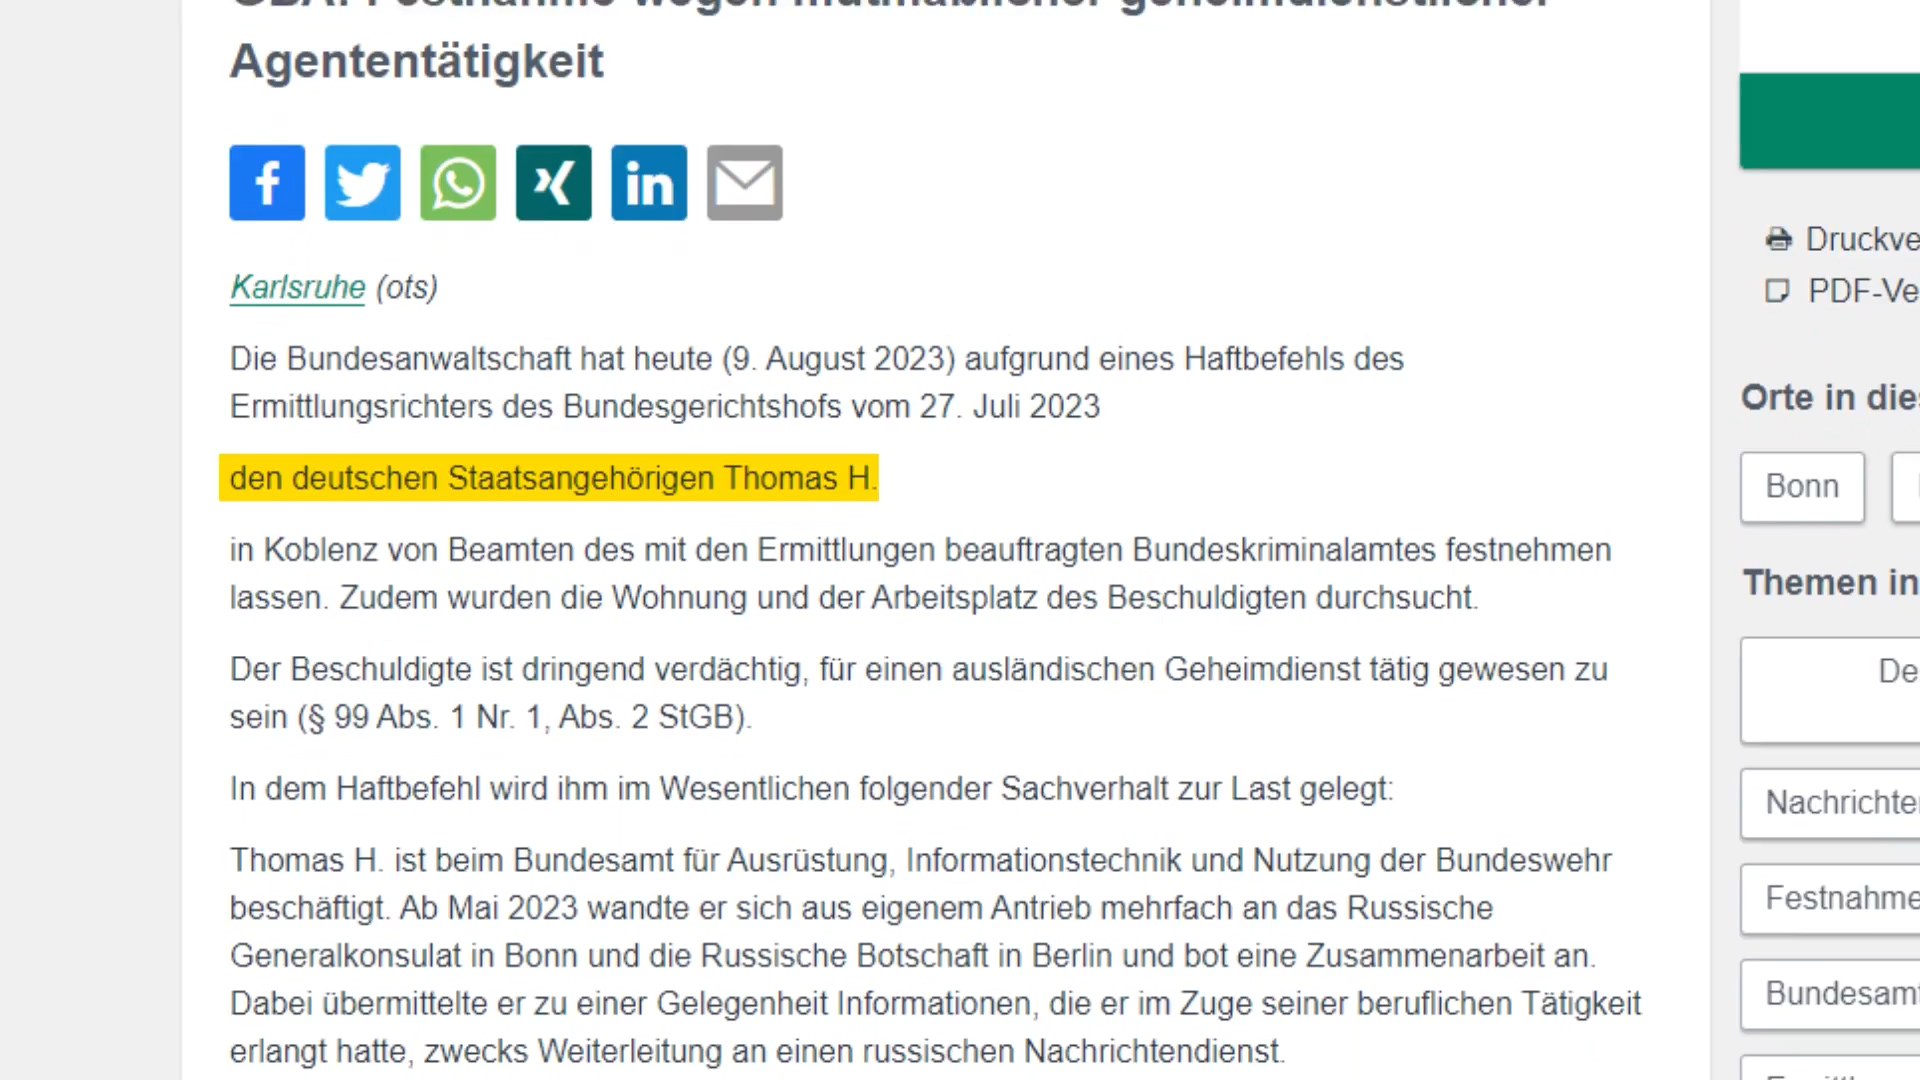 Agententätigkeit
Karlsruhe (ots)
Die Bundesanwaltschaft hat heute (9. August 2023) aufgrund eines Haftbefehls des
Ermittlungsrichters des Bundesgerichtshofs vom 27. Juli 2023
den deutschen Staatsangehörigen Thomas H.
in Koblenz von Beamten des mit den Ermittlungen beauftragten Bundeskriminalamtes festnehmen
lassen. Zudem wurden die Wohnung und der Arbeitsplatz des Beschuldigten durchsucht.
Der Beschuldigte ist dringend verdächtig, für einen ausländischen Geheimdienst tätig gewesen zu
sein (§ 99 Abs. 1 Nr. 1, Abs. 2 StGB).
In dem Haftbefehl wird ihm im Wesentlichen folgender Sachverhalt zur Last gelegt:
Thomas H. ist beim Bundesamt für Ausrüstung, Informationstechnik und Nutzung der Bundeswehr
beschäftigt. Ab Mai 2023 wandte er sich aus eigenem Antrieb mehrfach an das Russische
Generalkonsulat in Bonn und die Russische Botschaft in Berlin und bot eine Zusammenarbeit an.
Dabei übermittelte er zu einer Gelegenheit Informationen, die er im Zuge seiner beruflichen Tätigkeit
erlangt hatte, zwecks Weiterleitung an einen russischen Nachrichtendienst.
Druckve
PDF-Ve
Orte in dies
Bonn
Themen in
De
Nachrichten
Festnahme
Bundesamt